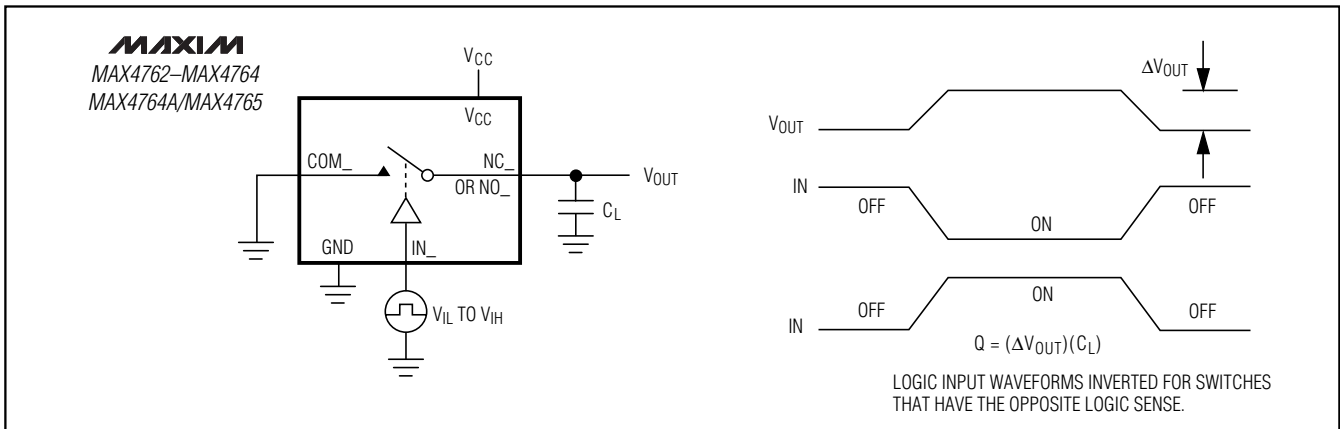 MAXIM
MAX4762–MAX4764
MAX4764A/MAX4765
VCC
VCC
COM_
NC_
OR NO_
VOUT
CL
GND
IN_
VIL TO VIH
ΔVOUT
VOUT
IN
OFF
ON
OFF
IN
OFF
ON
OFF
Q = (ΔVOUT)(CL)
LOGIC INPUT WAVEFORMS INVERTED FOR SWITCHES
THAT HAVE THE OPPOSITE LOGIC SENSE.